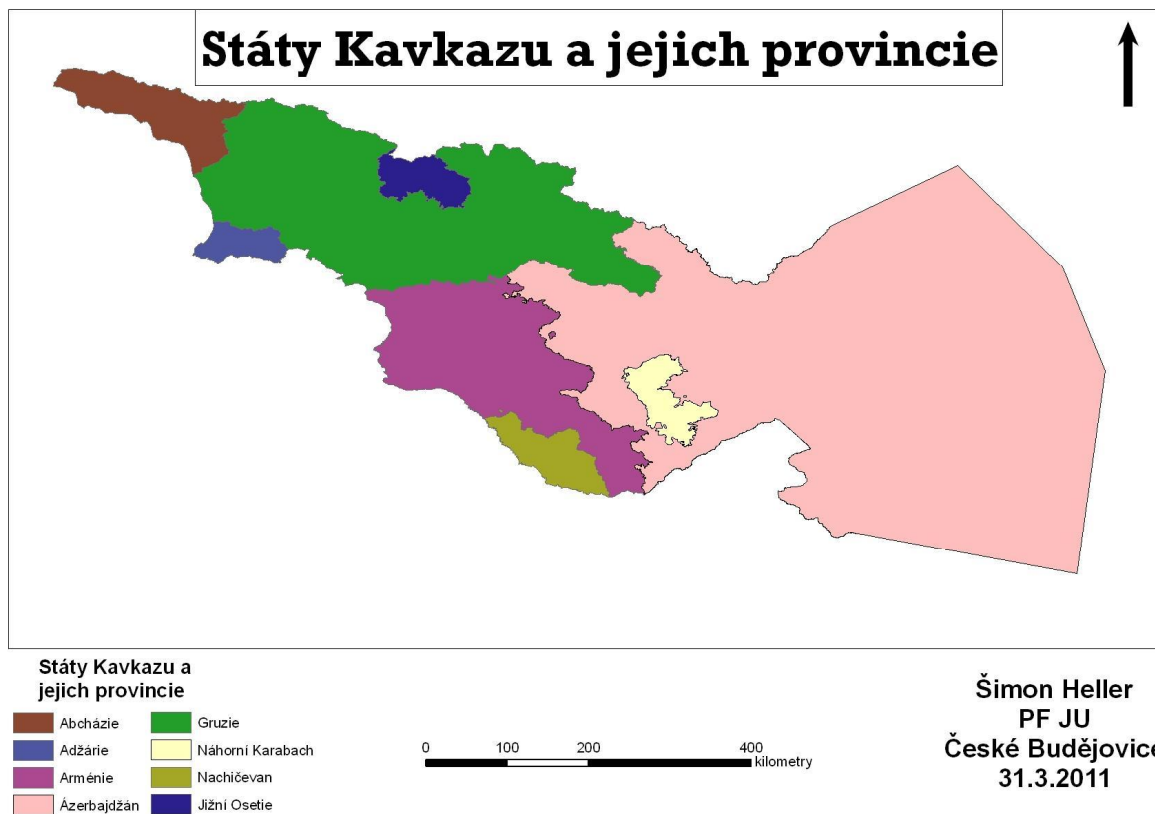 Státy Kavkazu a jejich provincie
Státy Kavkazu a
jejich provincie
Abcházie
Adžárie
Arménie
Ázerbajdžán
Gruzie
Náhorní Karabach
Nachičevan
Jižní Osetie
0 100 200 400
kilometry
Šimon Heller
PF JU
České Budějovice
31.3.2011